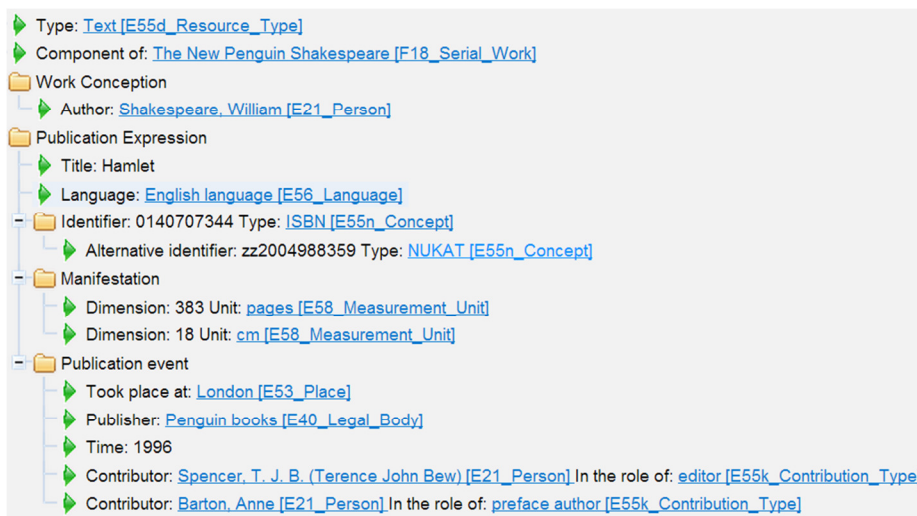 Type: Text [E55d_Resource_Type]
Component of: The New Penguin Shakespeare [F18_Serial_Work]
Work Conception
Author: Shakespeare, William [E21_Person]
Publication Expression
Title: Hamlet
Language: English language [E56_Language]
Identifier: 0140707344 Type: ISBN [E55n_Concept]
Alternative identifier: zz2004988359 Type: NUKAT [E55n_Concept]
Manifestation
Dimension: 383 Unit: pages [E58_Measurement_Unit]
Dimension: 18 Unit: cm [E58_Measurement_Unit]
Publication event
Took place at: London [E53_Place]
Publisher: Penguin books [E40_Legal_Body]
Time: 1996
Contributor: Spencer, T. J. B. (Terence John Bew) [E21_Person] In the role of: editor [E55k_Contribution_Type
Contributor: Barton, Anne [E21_Person] In the role of: preface author [E55k_Contribution_Type]